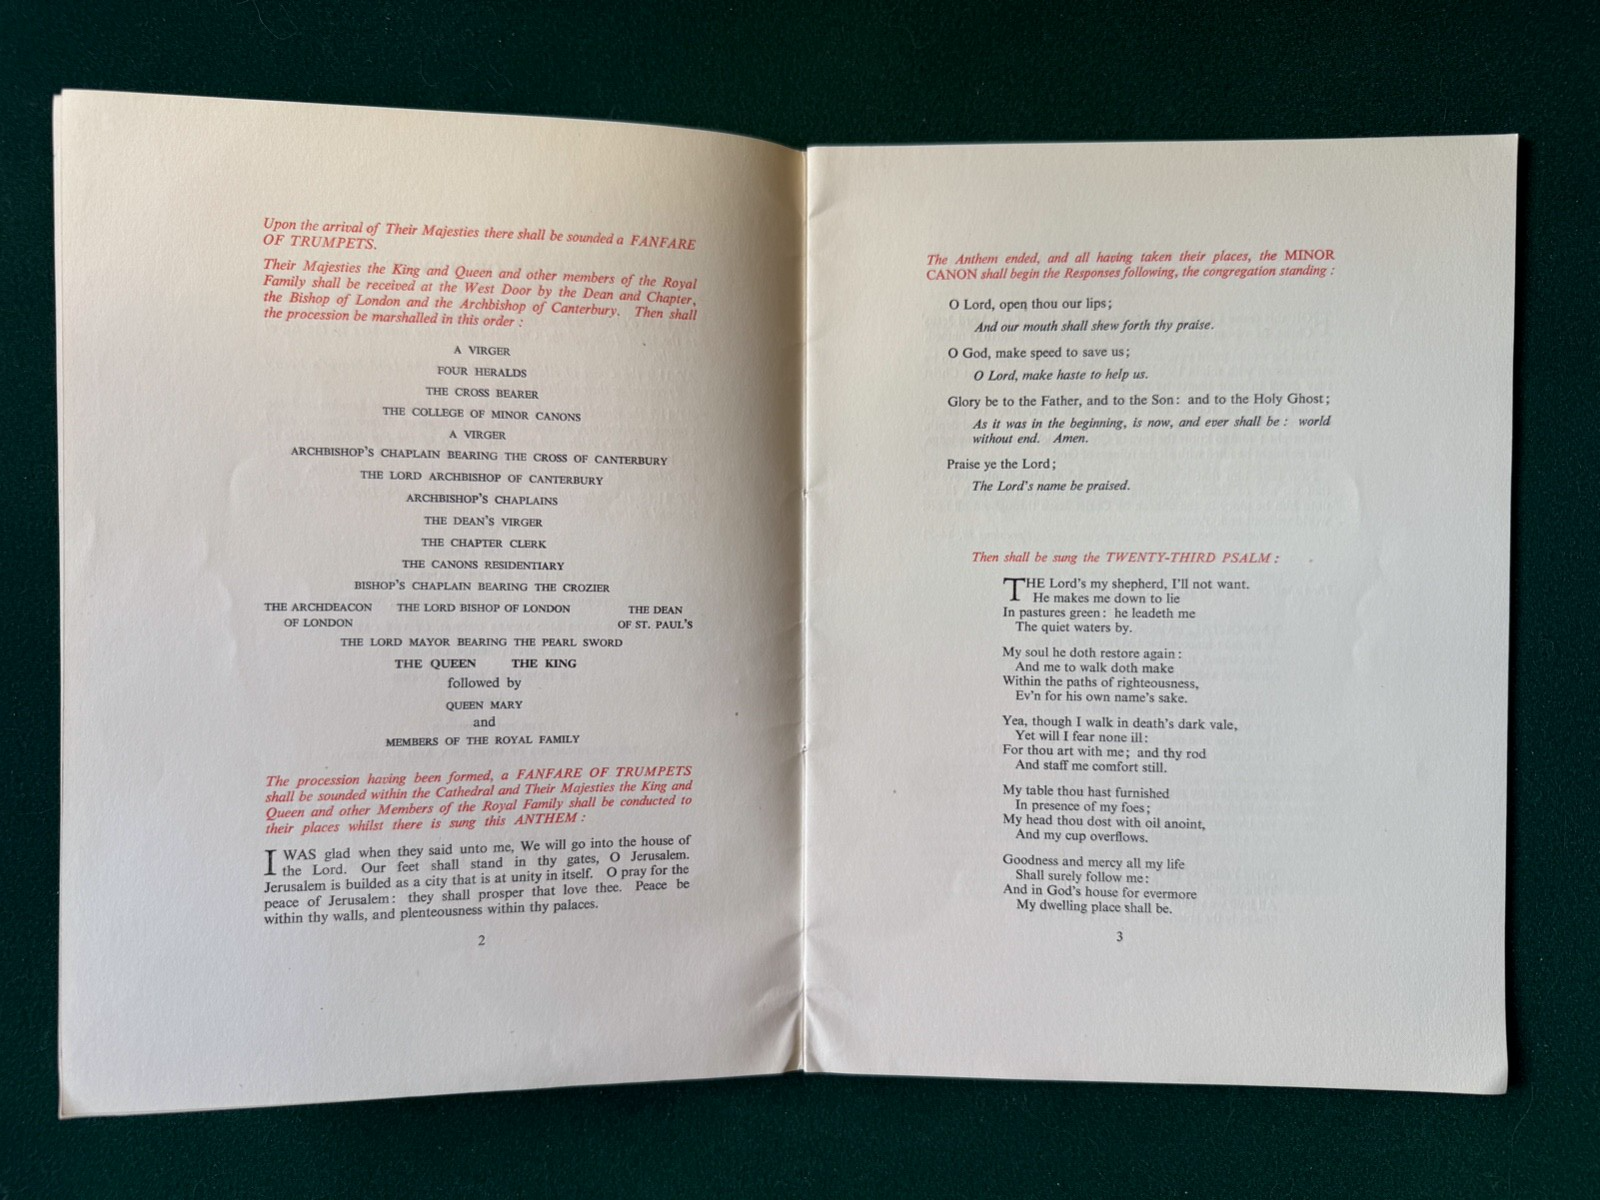 Upon the arrival of Their Majesties there shall be sounded a FANFARE
OF TRUMPETS.
Their Majesties the King and Queen and other members of the Royal
Family shall be received at the West Door by the Dean and Chapter,
the Bishop of London and the Archbishop of Canterbury. Then shall
the procession be marshalled in this order :
A VIRGER
FOUR HERALDS
THE CROSS BEARER
THE COLLEGE OF MINOR CANONS
A VIRGER
ARCHBISHOP'S CHAPLAIN BEARING THE CROSS OF CANTERBURY
THE LORD ARCHBISHOP OF CANTERBURY
ARCHBISHOP'S CHAPLAINS
THE DEAN'S VIRGER
THE CHAPTER CLERK
THE CANONS RESIDENTIARY
BISHOP'S CHAPLAIN BEARING THE CROZIER
THE ARCHDEACON THE LORD BISHOP OF LONDON THE DEAN
OF LONDON OF ST. PAUL'S
THE LORD MAYOR BEARING THE PEARL SWORD
THE QUEEN THE KING
followed by
QUEEN MARY
and
MEMBERS OF THE ROYAL FAMILY
The procession having been formed, a FANFARE OF TRUMPETS
shall be sounded within the Cathedral and Their Majesties the King and
Queen and other Members of the Royal Family shall be conducted to
their places whilst there is sung this ANTHEM :
I WAS glad when they said unto me, We will go into the house of
the Lord. Our feet shall stand in thy gates, O Jerusalem.
Jerusalem is builded as a city that is at unity in itself. O pray for the
peace of Jerusalem: they shall prosper that love thee. Peace be
within thy walls, and plenteousness within thy palaces.
2
The Anthem ended, and all having taken their places, the MINOR
CANON shall begin the Responses following, the congregation standing :
O Lord, open thou our lips;
And our mouth shall shew forth thy praise.
O God, make speed to save us;
O Lord, make haste to help us.
Glory be to the Father, and to the Son: and to the Holy Ghost;
As it was in the beginning, is now, and ever shall be : world
without end. Amen.
Praise ye the Lord;
The Lord's name be praised.
Then shall be sung the TWENTY-THIRD PSALM :
THE Lord's my shepherd, I'll not want.
He makes me down to lie
In pastures green: he leadeth me
The quiet waters by.
My soul he doth restore again:
And me to walk doth make
Within the paths of righteousness,
Ev'n for his own name's sake.
Yea, though I walk in death's dark vale,
Yet will I fear none ill:
For thou art with me; and thy rod
And staff me comfort still.
My table thou hast furnished
In presence of my foes;
My head thou dost with oil anoint,
And my cup overflows.
Goodness and mercy all my life
Shall surely follow me:
And in God's house for evermore
My dwelling place shall be.
3